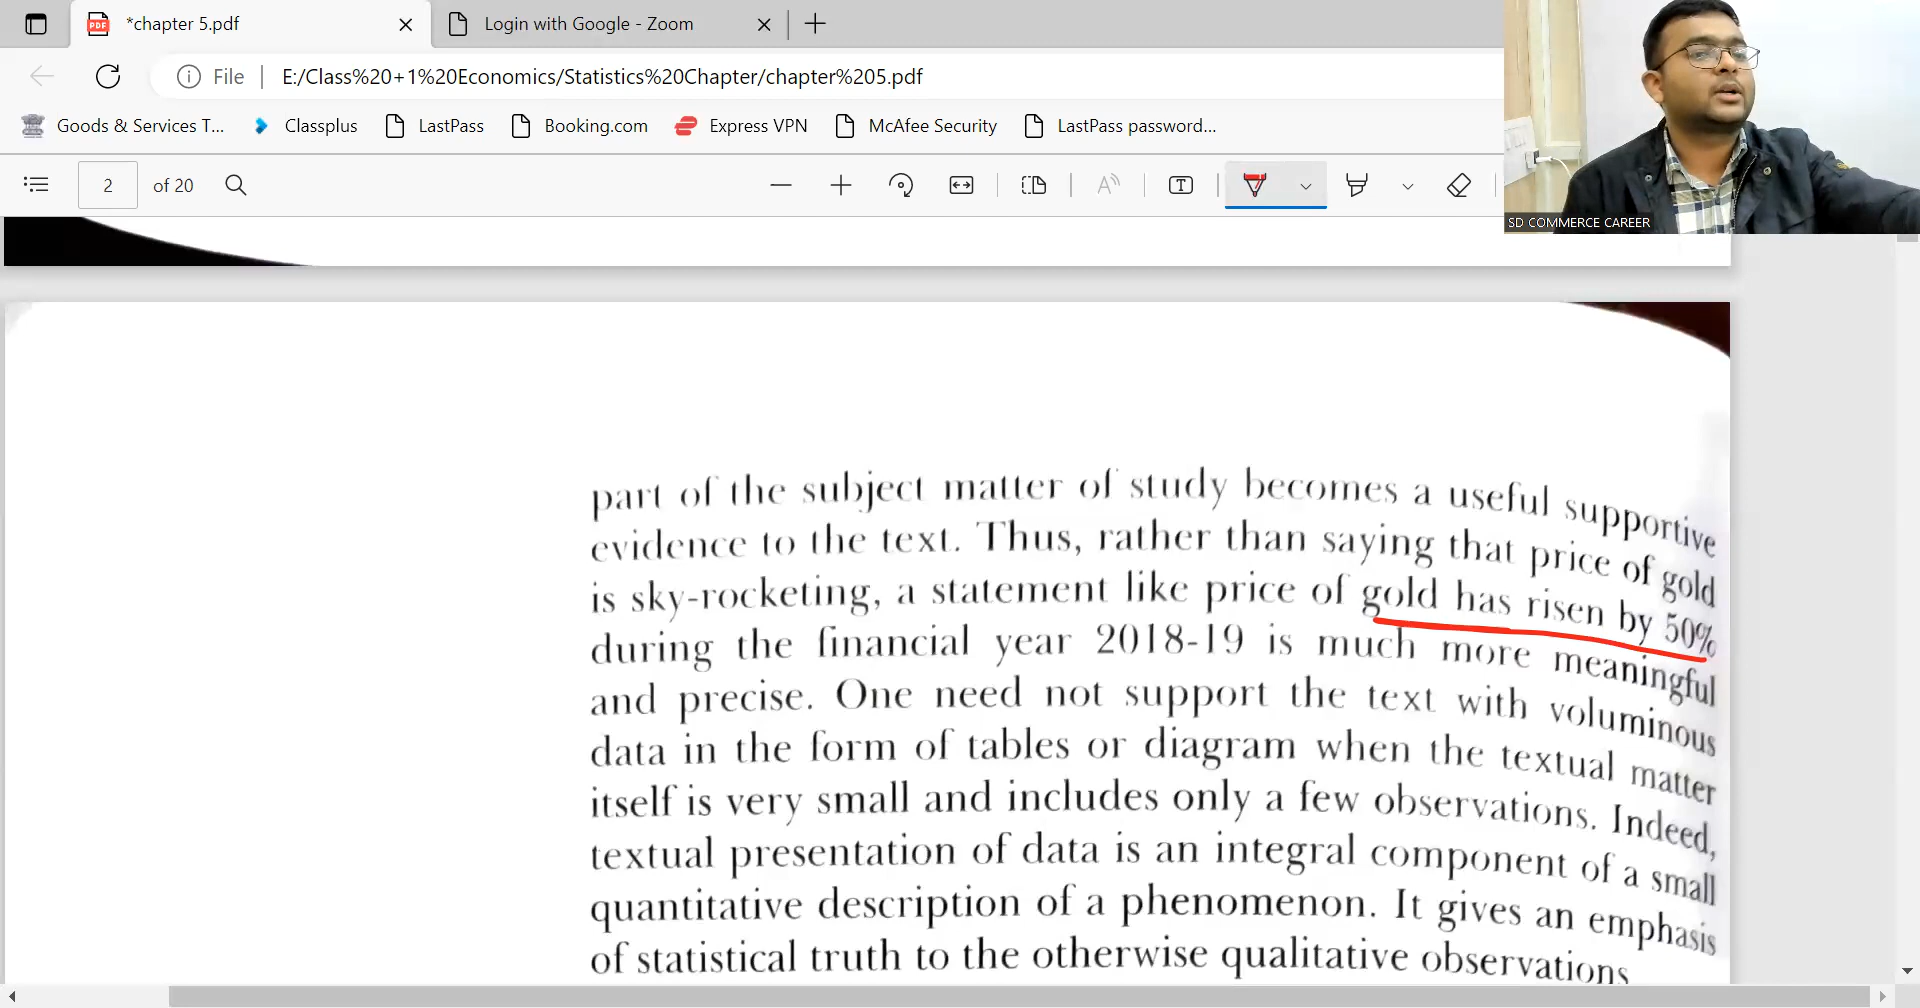 *chapter 5.pdf
Login with Google - Zoom
File
E:/Class%20+1%20Economics/Statistics%20Chapter/chapter%205.pdf
Goods & Services T...
Classplus
LastPass
Booking.com
Express VPN
McAfee Security
LastPass password...
2 of 20
SD COMMERCE CAREER
part of the subject matter of study becomes a useful supportive
evidence to the text. Thus, rather than saying that price of gold
is sky-rocketing, a statement like price of gold has risen by 50%
during the financial year 2018-19 is much more meaningful
and precise. One need not support the text with voluminous
data in the form of tables or diagram when the textual matter
itself is very small and includes only a few observations. Indeed,
textual presentation of data is an integral component of a small
quantitative description of a phenomenon. It gives an emphasis
of statistical truth to the otherwise qualitative observations